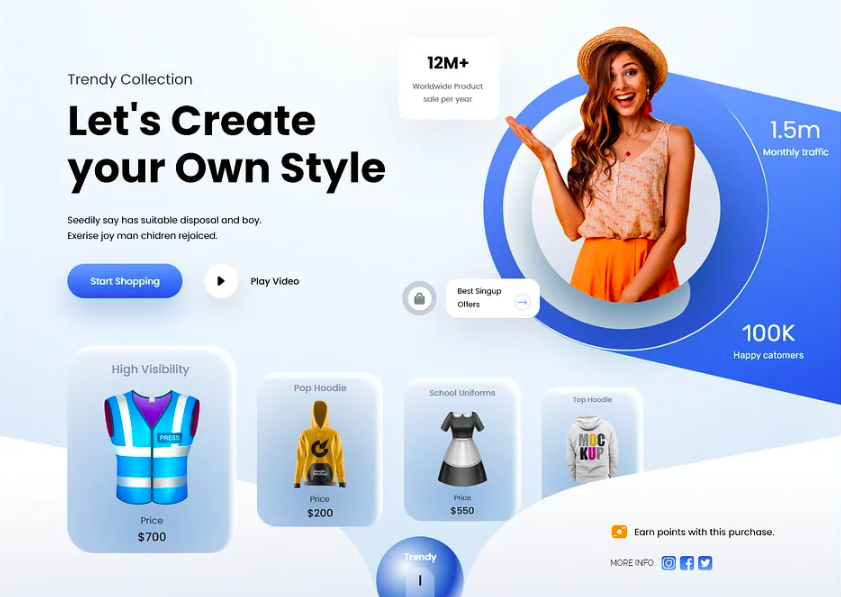 Trendy Collection
Let's Create
your Own Style
Seedily say has suitable disposal and boy.
Exerise joy man chidren rejoiced.
Start Shopping
Play Video
12M+
Worldwide Product
sale per year
1.5m
Monthly traffic
Best Singup
Offers
100K
Happy catomers
High Visibility
PRESS
Price
$700
Pop Hoodie
Price
$200
School Uniforms
Price
$550
Top Hoodie
MOC
KUP
Trendy
Earn points with this purchase.
MORE INFO: